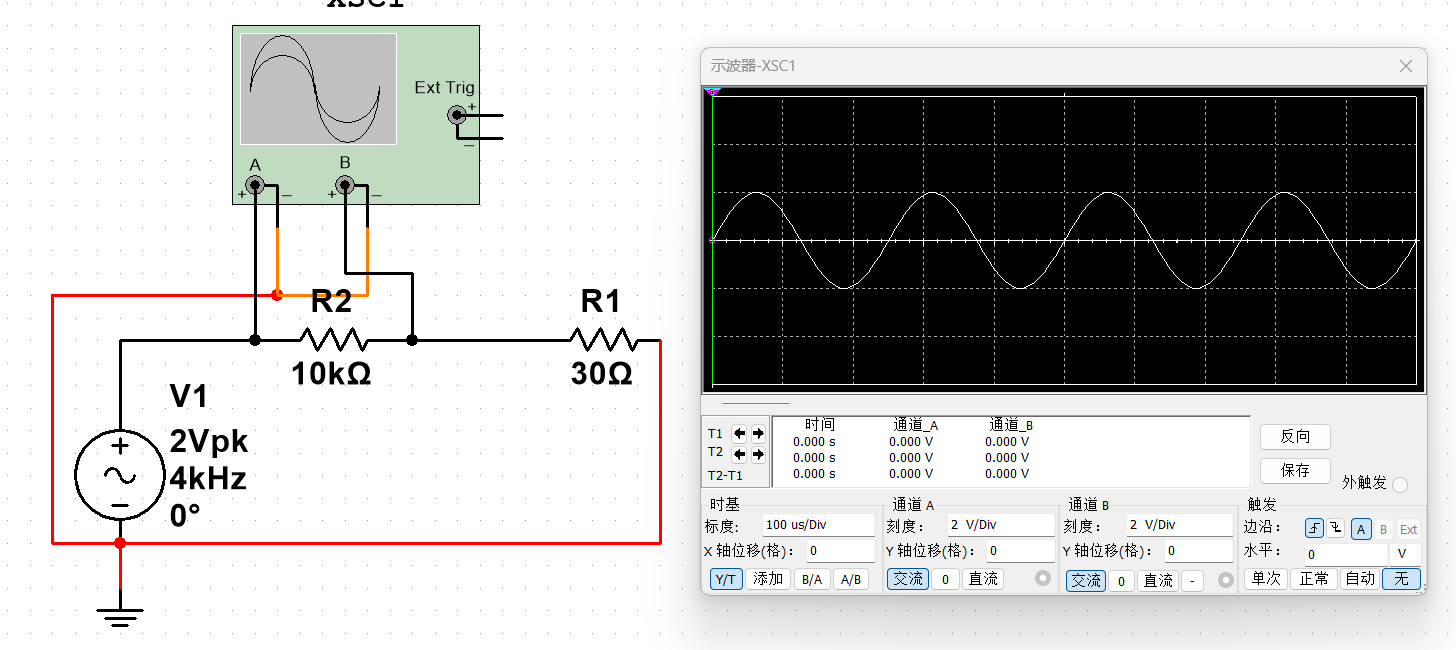 XSC1
Ext Trig
+
−
A
B
+
−
+
−
R2
10kΩ
R1
30Ω
V1
2Vpk
4kHz
0°
+
−
示波器-XSC1
时间 通道_A 通道_B
T1 0.000 s 0.000 V 0.000 V
T2 0.000 s 0.000 V 0.000 V
T2-T1 0.000 s 0.000 V 0.000 V
反向
保存
外触发
时基
标度: 100 us/Div
X 轴位移(格): 0
Y/T 添加 B/A A/B
通道 A
刻度: 2 V/Div
Y 轴位移(格): 0
交流 0 直流
通道 B
刻度: 2 V/Div
Y 轴位移(格): 0
交流 0 直流 -
触发
边沿: A B Ext
水平: 0 V
单次 正常 自动 无